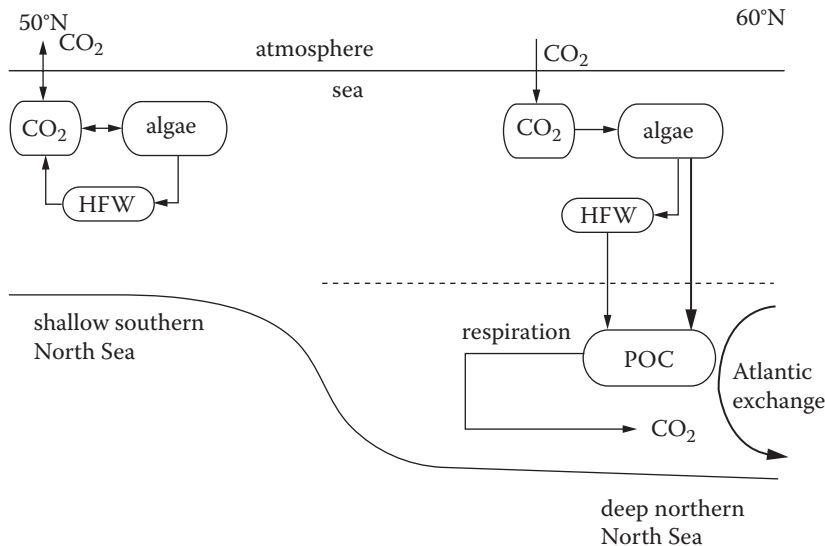 50°N
60°N
CO₂
atmosphere
CO₂
sea
CO₂
algae
CO₂
algae
HFW
HFW
shallow southern
North Sea
respiration
POC
Atlantic
exchange
CO₂
deep northern
North Sea